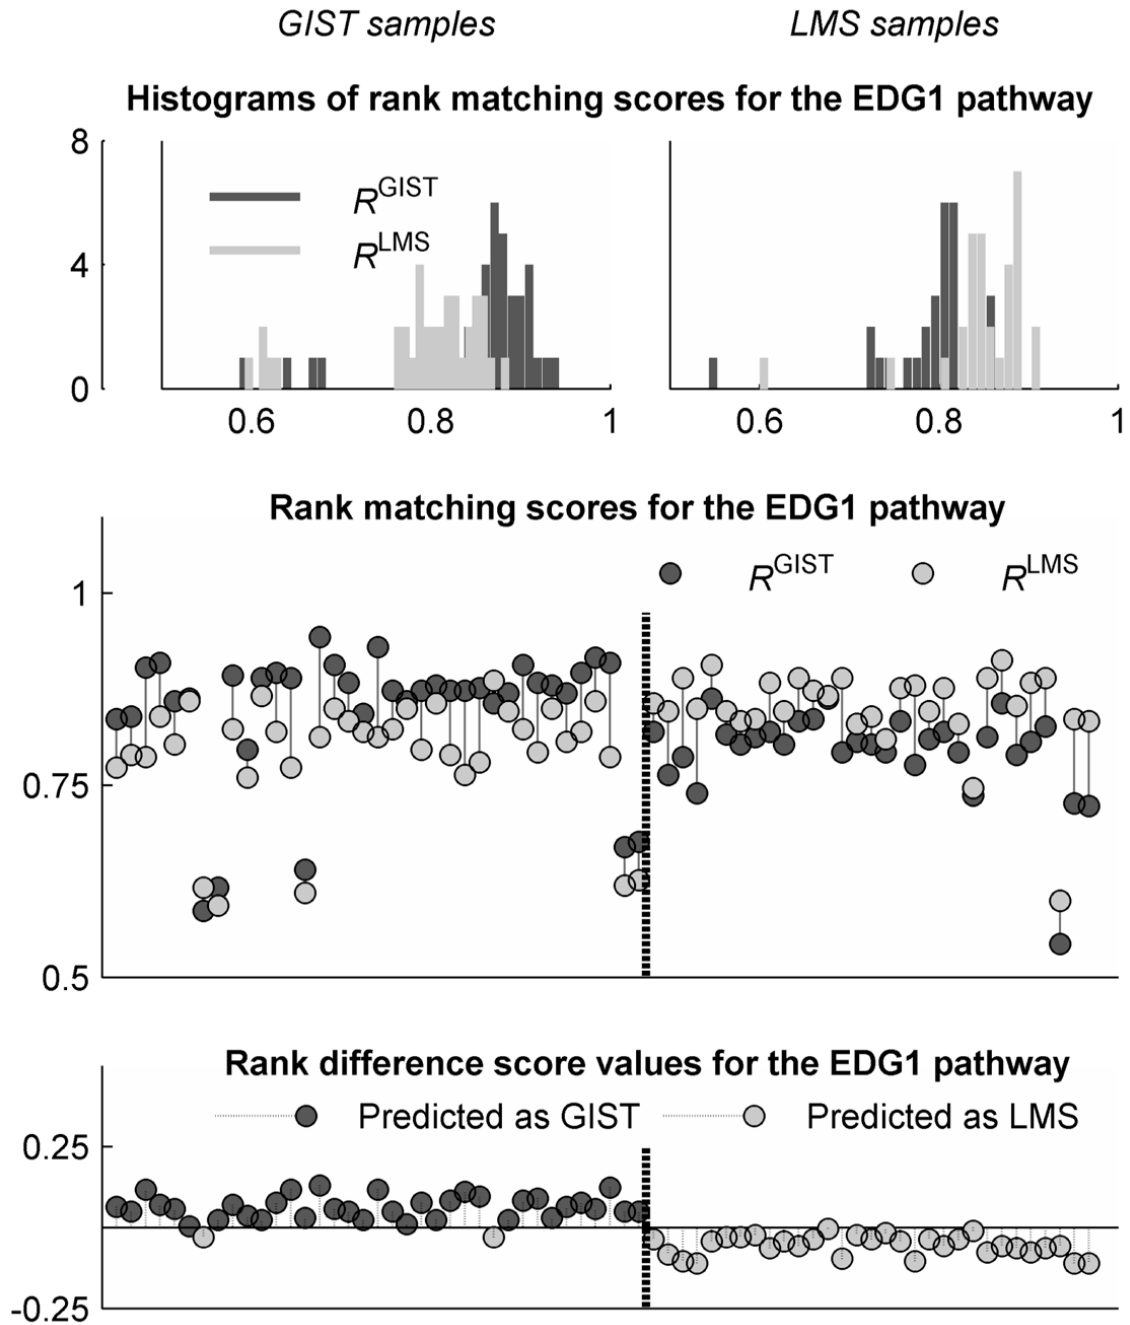 GIST samples LMS samples
Histograms of rank matching scores for the EDG1 pathway
8
R^GIST
R^LMS
4
0
0.6 0.8 1 0.6 0.8 1
Rank matching scores for the EDG1 pathway
R^GIST R^LMS
1
0.75
0.5
Rank difference score values for the EDG1 pathway
Predicted as GIST Predicted as LMS
0.25
-0.25